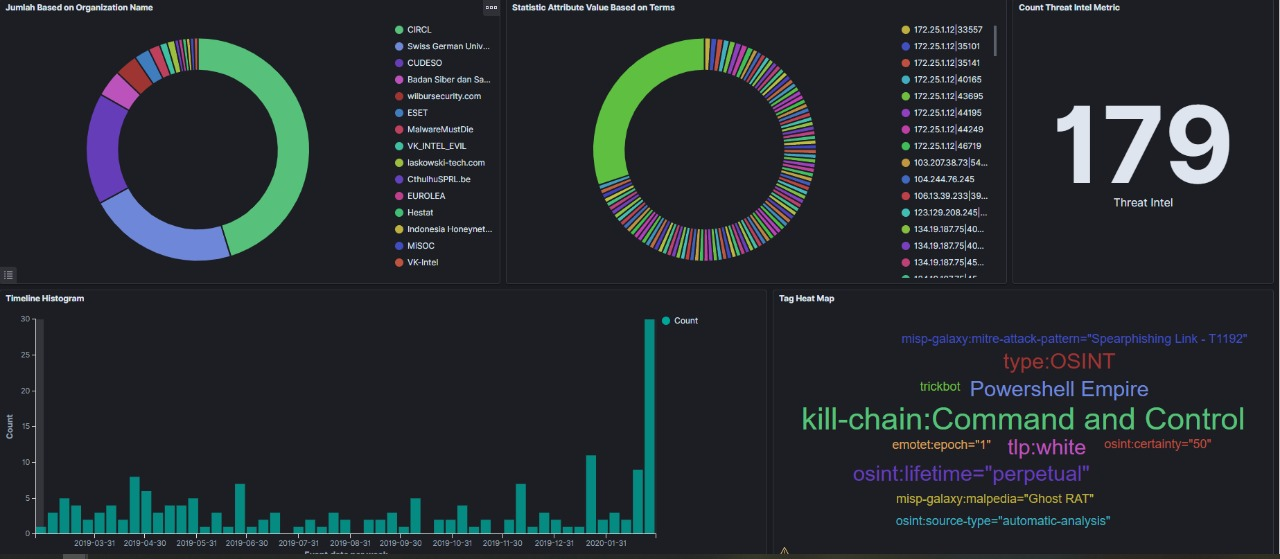 Jumlah Based on Organization Name
CIRCL
Swiss German Univ...
CUDESO
Badan Siber dan Sa...
wilbursecurity.com
ESET
MalwareMustDie
VK_INTEL_EVIL
laskowski-tech.com
CthulhuSPRL.be
EUROLEA
Hestat
Indonesia Honeynet...
MiSOC
VK-Intel
Statistic Attribute Value Based on Terms
172.25.1.12|33557
172.25.1.12|35101
172.25.1.12|35141
172.25.1.12|40165
172.25.1.12|43695
172.25.1.12|44195
172.25.1.12|44249
172.25.1.12|46719
103.207.38.73|54...
104.244.76.245
106.13.39.233|39...
123.129.208.245|...
134.19.187.75|40...
134.19.187.75|40...
134.19.187.75|45...
Count Threat Intel Metric
179
Threat Intel
Timeline Histogram
Count
30
25
20
15
10
5
0
Count
2019-03-31 2019-04-30 2019-05-31 2019-06-30 2019-07-31 2019-08-31 2019-09-30 2019-10-31 2019-11-30 2019-12-31 2020-01-31
Event date per week
Tag Heat Map
misp-galaxy:mitre-attack-pattern="Spearphishing Link - T1192"
type:OSINT
trickbot Powershell Empire
kill-chain:Command and Control
emotet:epoch="1" tlp:white osint:certainty="50"
osint:lifetime="perpetual"
misp-galaxy:malpedia="Ghost RAT"
osint:source-type="automatic-analysis"